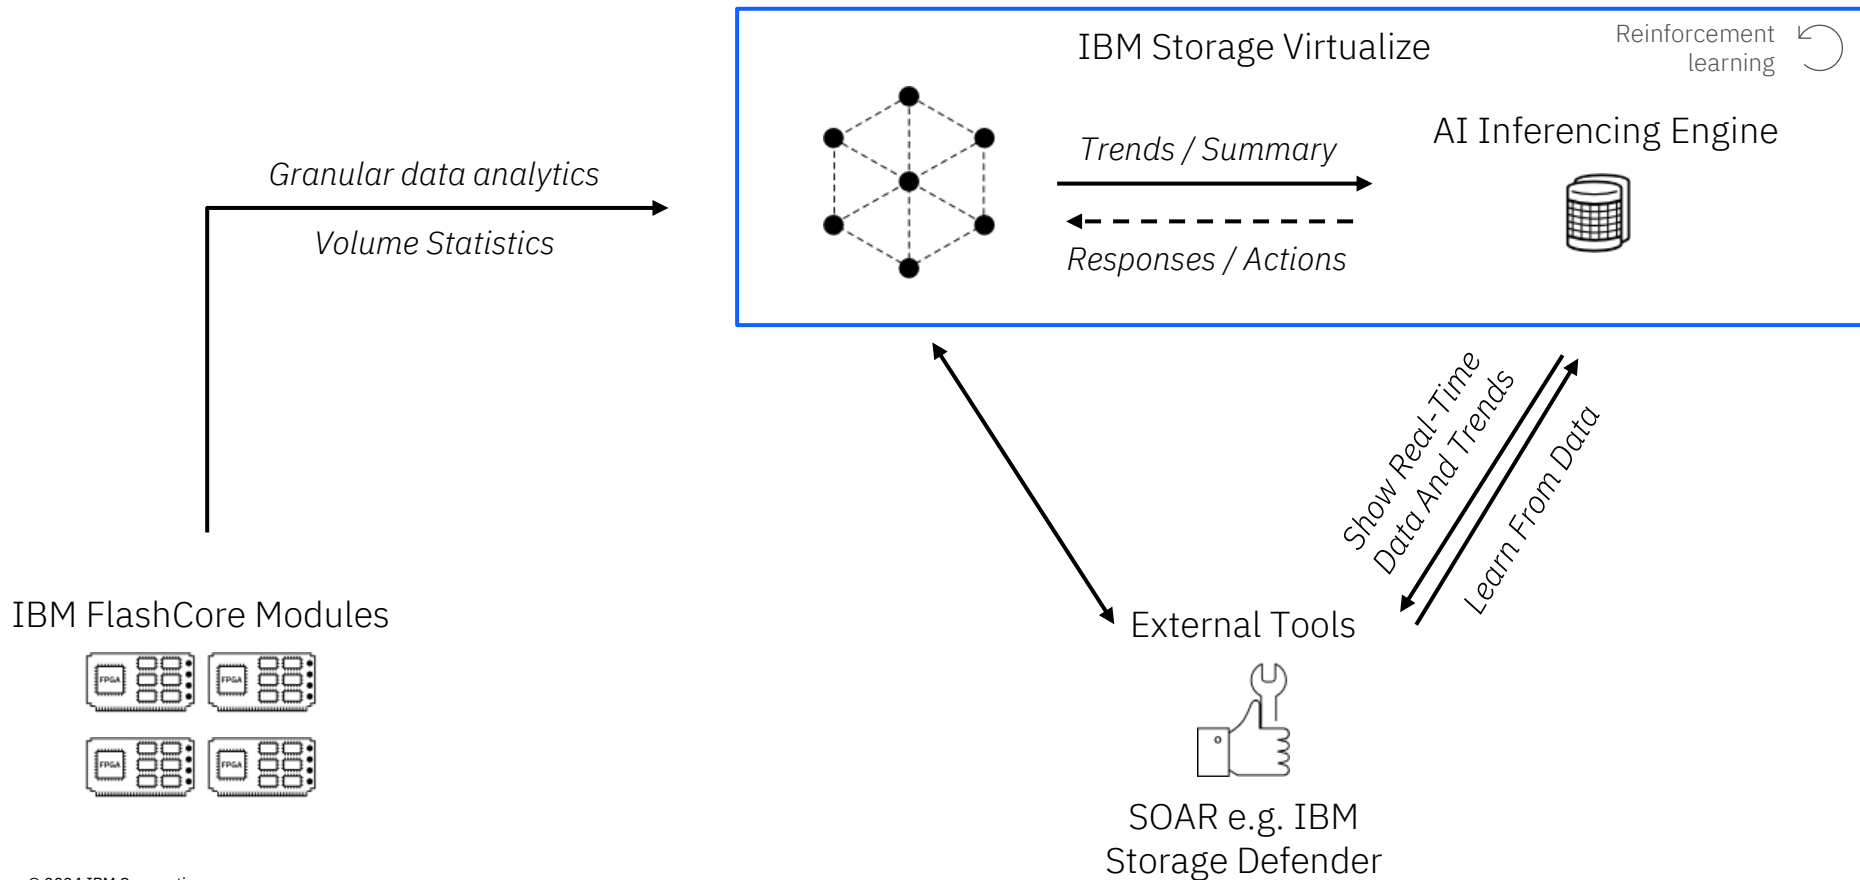 IBM Storage Virtualize
Reinforcement
learning
AI Inferencing Engine
Trends / Summary
Responses / Actions
Granular data analytics
Volume Statistics
Show Real-Time
Data And Trends
Learn From Data
IBM FlashCore Modules
FPGA
FPGA
FPGA
FPGA
External Tools
SOAR e.g. IBM
Storage Defender